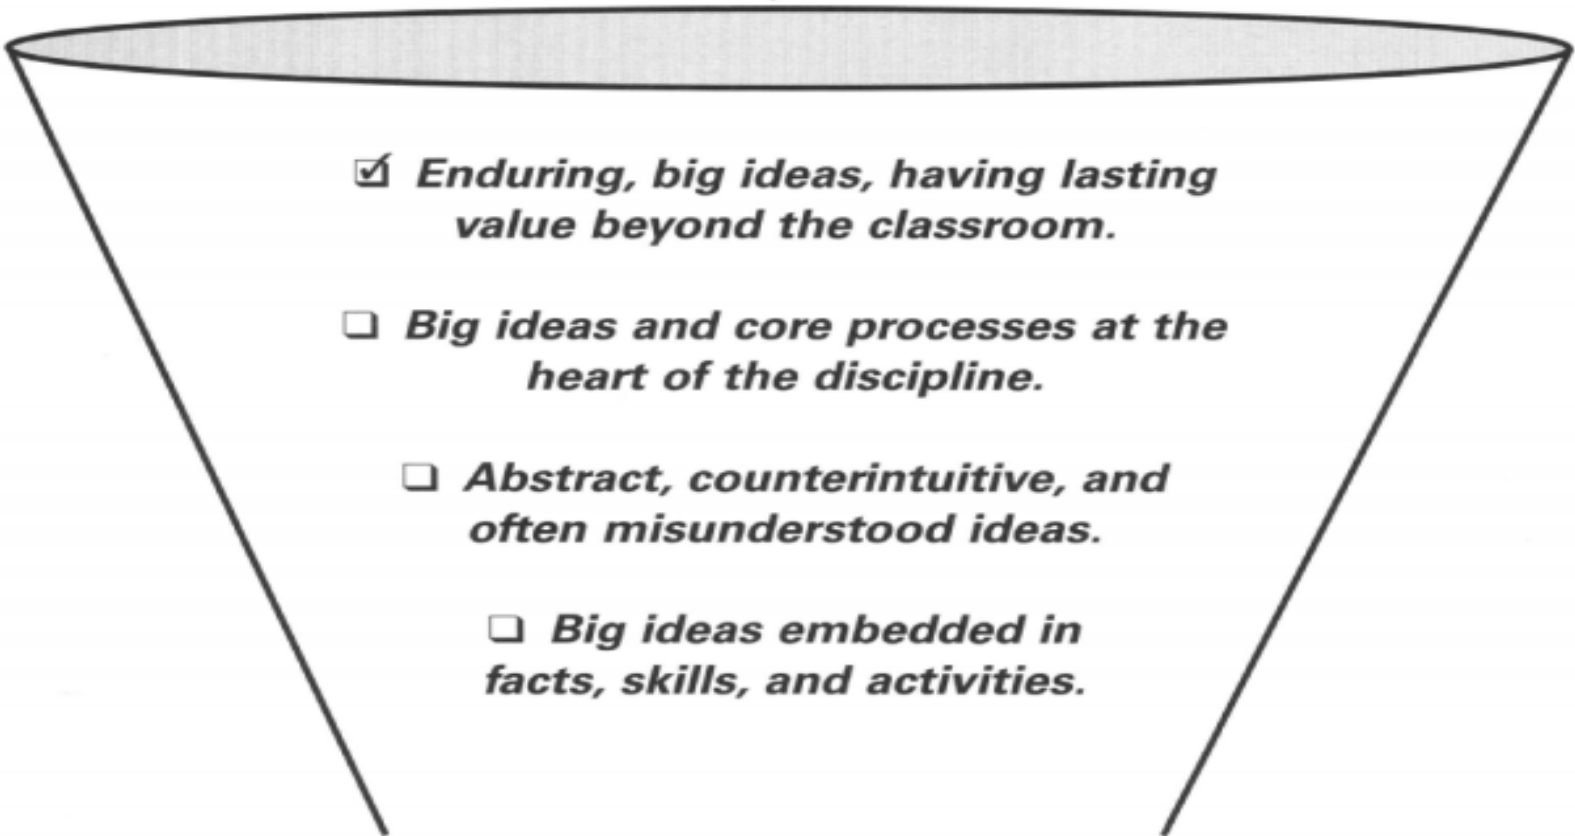 ☑ Enduring, big ideas, having lasting
value beyond the classroom.
❏ Big ideas and core processes at the
heart of the discipline.
❏ Abstract, counterintuitive, and
often misunderstood ideas.
❏ Big ideas embedded in
facts, skills, and activities.